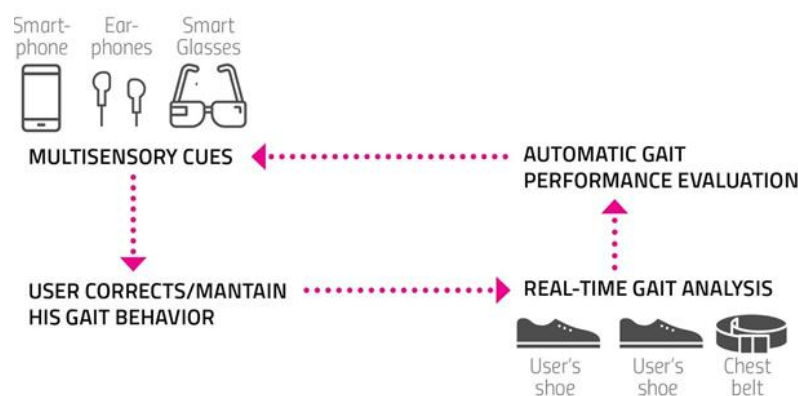 Smart-
phone
Ear-
phones
Smart
Glasses
MULTISENSORY CUES
AUTOMATIC GAIT
PERFORMANCE EVALUATION
USER CORRECTS/MANTAIN
HIS GAIT BEHAVIOR
REAL-TIME GAIT ANALYSIS
User's
shoe
User's
shoe
Chest
belt